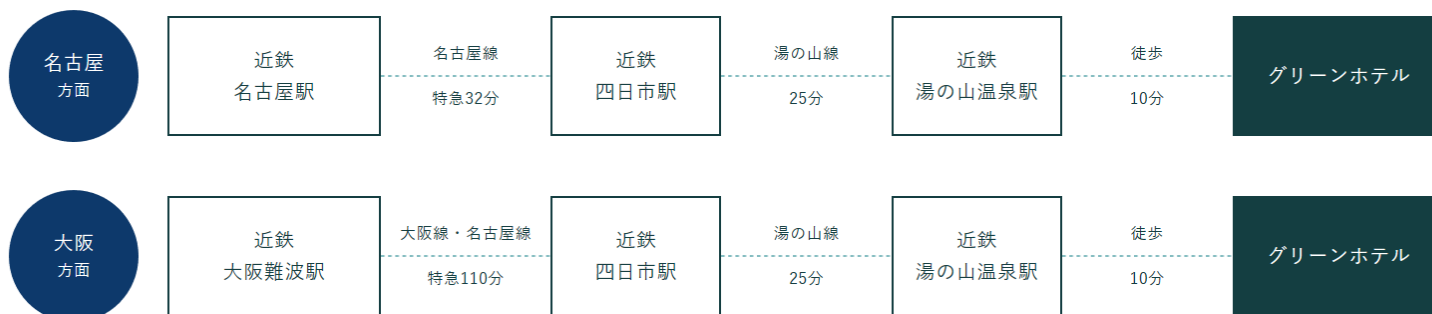 名古屋
方面
近鉄
名古屋駅
名古屋線
特急32分
近鉄
四日市駅
湯の山線
25分
近鉄
湯の山温泉駅
徒歩
10分
グリーンホテル
大阪
方面
近鉄
大阪難波駅
大阪線・名古屋線
特急110分
近鉄
四日市駅
湯の山線
25分
近鉄
湯の山温泉駅
徒歩
10分
グリーンホテル